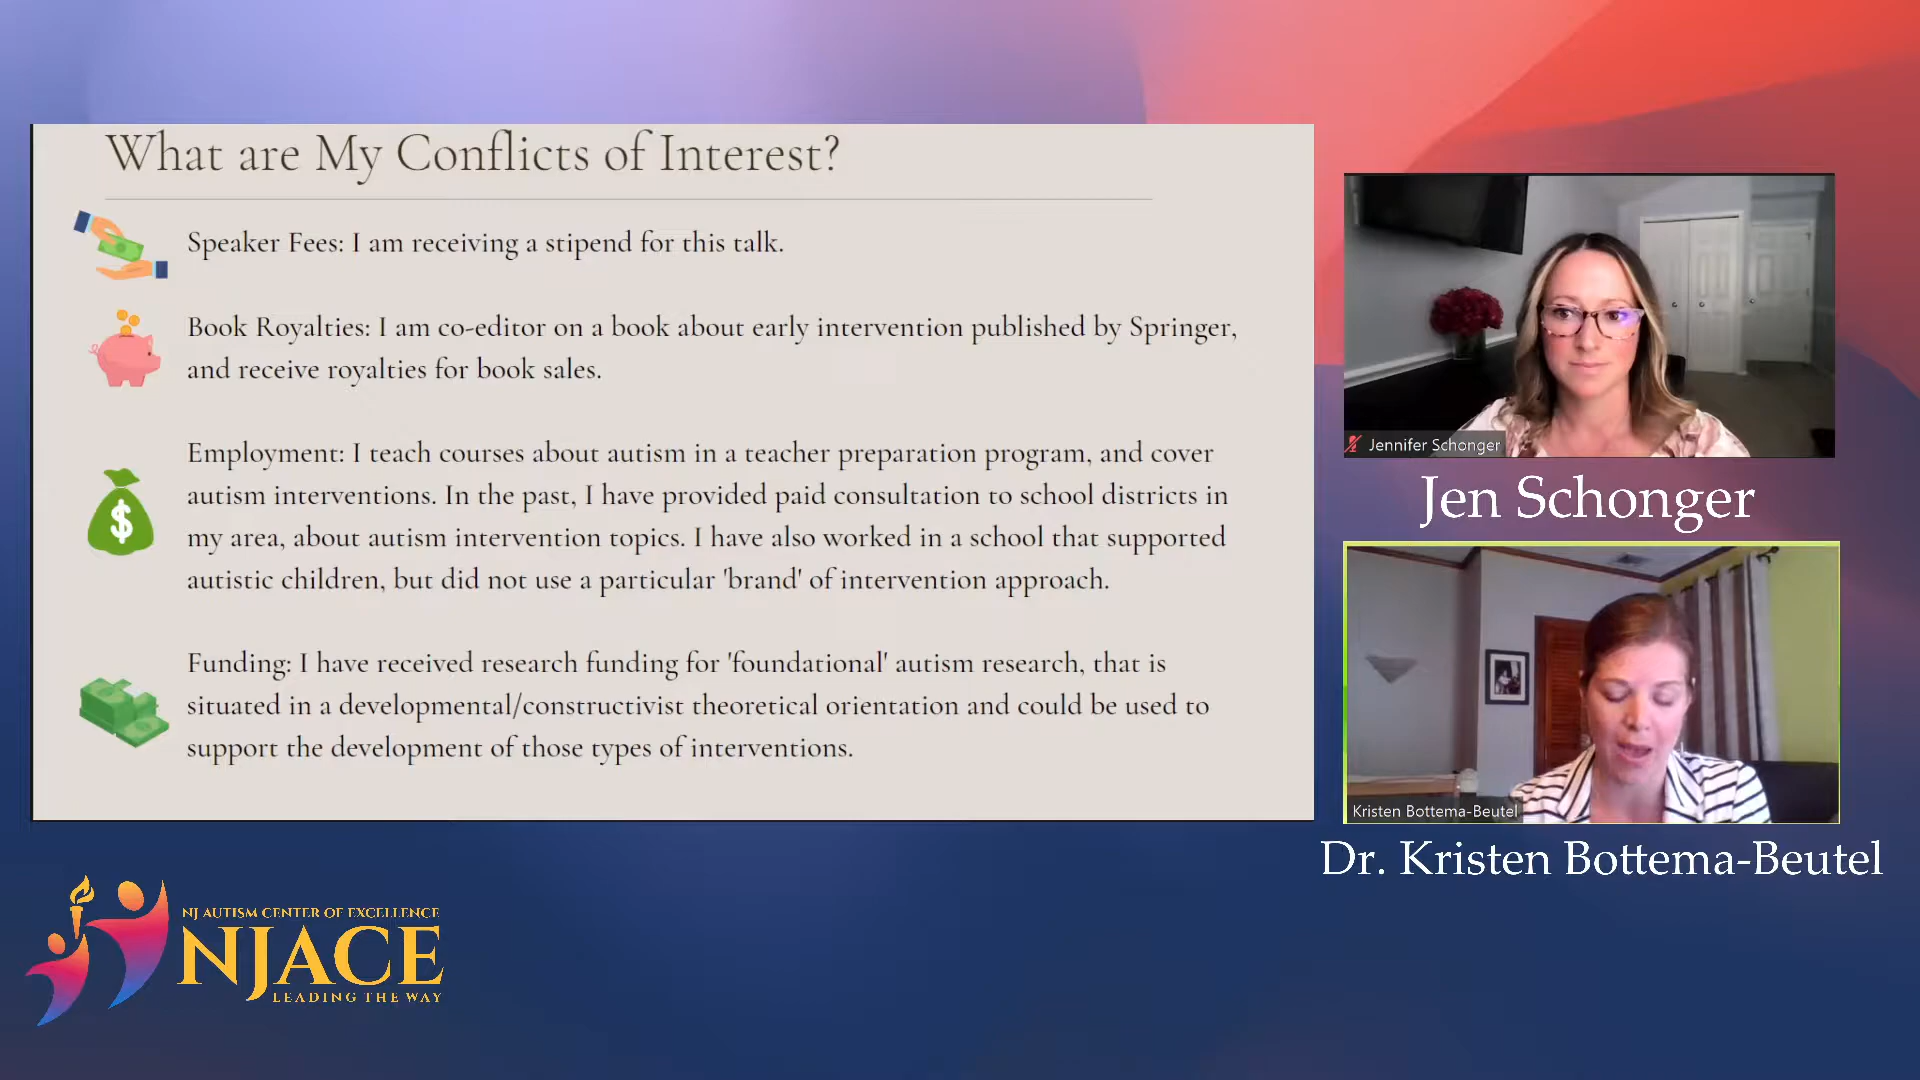 What are My Conflicts of Interest?
Speaker Fees: I am receiving a stipend for this talk.
Book Royalties: I am co-editor on a book about early intervention published by Springer,
and receive royalties for book sales.
Employment: I teach courses about autism in a teacher preparation program, and cover
autism interventions. In the past, I have provided paid consultation to school districts in
my area, about autism intervention topics. I have also worked in a school that supported
autistic children, but did not use a particular 'brand' of intervention approach.
$
Funding: I have received research funding for 'foundational' autism research, that is
situated in a developmental/constructivist theoretical orientation and could be used to
support the development of those types of interventions.
Jennifer Schonger
Jen Schonger
Kristen Bottema-Beutel
Dr. Kristen Bottema-Beutel
NJ AUTISM CENTER OF EXCELLENCE
NJACE
LEADING THE WAY